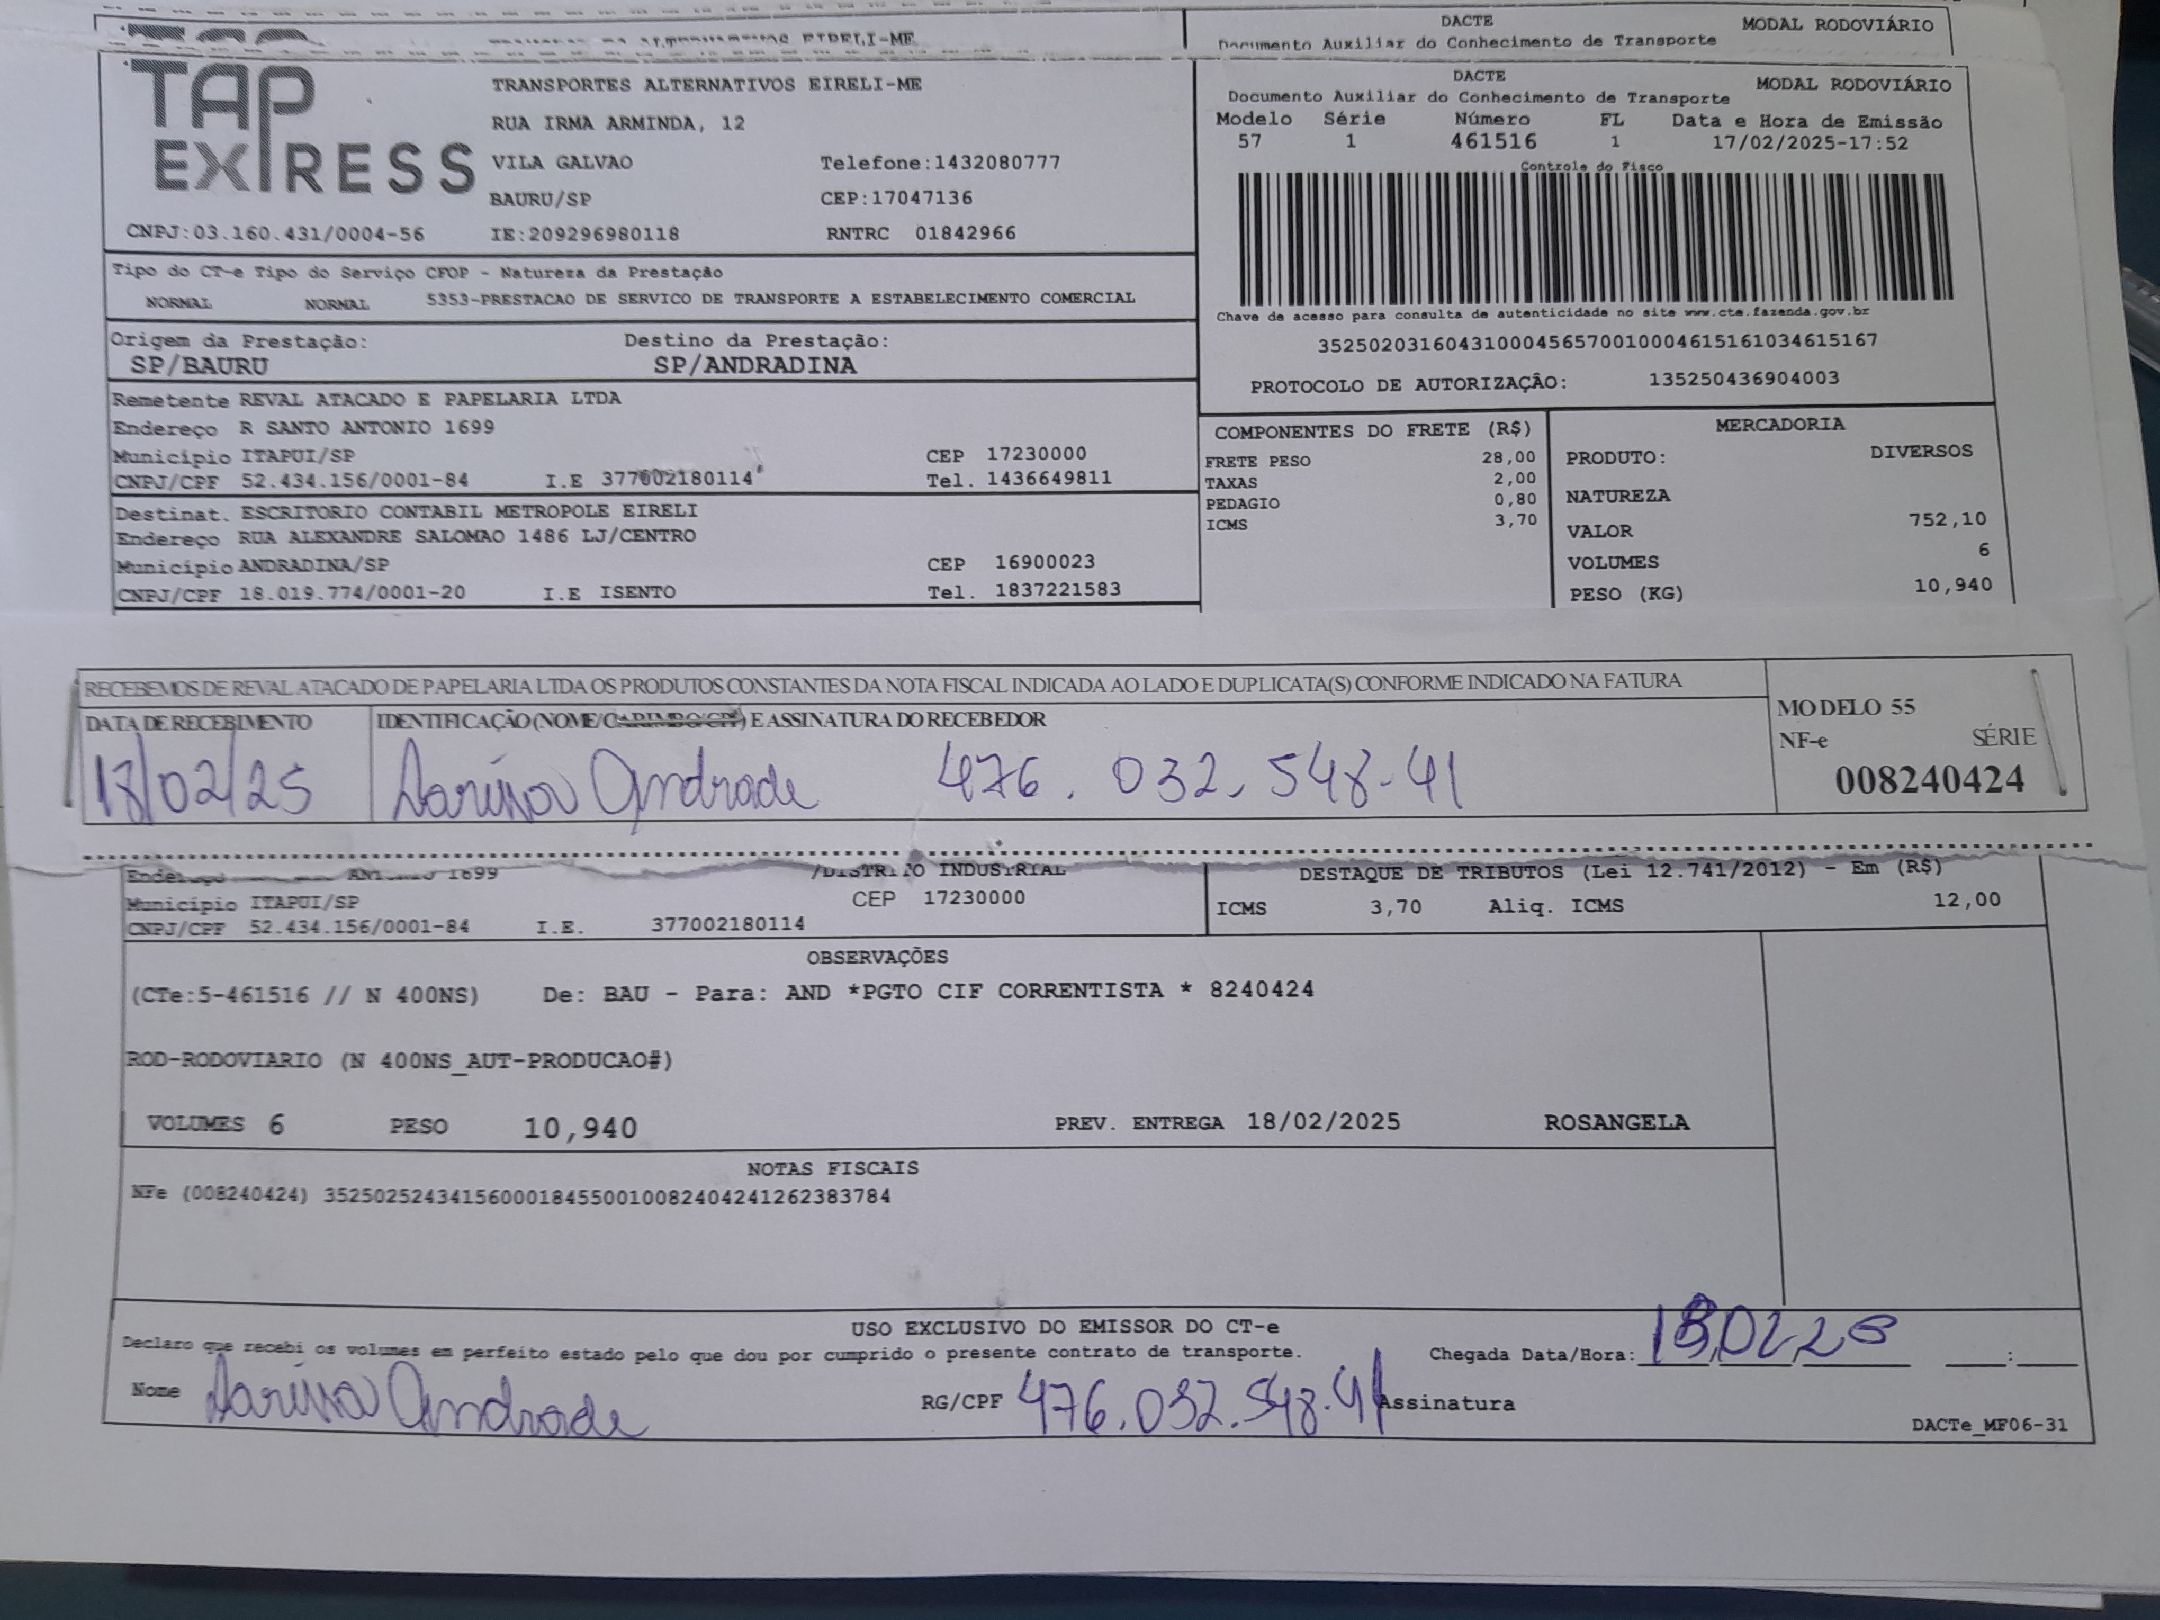 EIRELI-ME
DACTE
MODAL RODOVIÁRIO
Documento Auxiliar do Conhecimento de Transporte
TAP EXPRESS
TRANSPORTES ALTERNATIVOS EIRELI-ME
RUA IRMA ARMINDA, 12
VILA GALVAO Telefone:1432080777
BAURU/SP CEP:17047136
CNPJ:03.160.431/0004-56 IE:209296980118 RNTRC 01842966
DACTE
MODAL RODOVIÁRIO
Documento Auxiliar do Conhecimento de Transporte
Modelo Série Número FL Data e Hora de Emissão
57 1 461516 1 17/02/2025-17:52
Controle do Fisco
Chave de acesso para consulta de autenticidade no site www.cte.fazenda.gov.br
35250203160431000456570010004615161034615167
PROTOCOLO DE AUTORIZAÇÃO: 135250436904003
Tipo do CT-e Tipo do Serviço CFOP - Natureza da Prestação
NORMAL NORMAL 5353-PRESTACAO DE SERVICO DE TRANSPORTE A ESTABELECIMENTO COMERCIAL
Origem da Prestação: Destino da Prestação:
SP/BAURU SP/ANDRADINA
Remetente REVAL ATACADO E PAPELARIA LTDA
Endereço R SANTO ANTONIO 1699
Município ITAPUI/SP CEP 17230000
CNPJ/CPF 52.434.156/0001-84 I.E 377002180114 Tel. 1436649811
Destinat. ESCRITORIO CONTABIL METROPOLE EIRELI
Endereço RUA ALEXANDRE SALOMAO 1486 LJ/CENTRO
Município ANDRADINA/SP CEP 16900023
CNPJ/CPF 18.019.774/0001-20 I.E ISENTO Tel. 1837221583
COMPONENTES DO FRETE (R$)
FRETE PESO 28,00
TAXAS 2,00
PEDAGIO 0,80
ICMS 3,70
MERCADORIA
PRODUTO: DIVERSOS
NATUREZA
VALOR 752,10
VOLUMES 6
PESO (KG) 10,940
RECEBEMOS DE REVAL ATACADO DE PAPELARIA LTDA OS PRODUTOS CONSTANTES DA NOTA FISCAL INDICADA AO LADO E DUPLICATA(S) CONFORME INDICADO NA FATURA
DATA DE RECEBIMENTO IDENTIFICAÇÃO (NOME/CARIMBO/CPF) E ASSINATURA DO RECEBEDOR
18/02/25 Larissa Andrade 476.032.548-41
MODELO 55
NF-e SÉRIE
008240424
1699 /DISTRITO INDUSTRIAL
Município ITAPUI/SP CEP 17230000
CNPJ/CPF 52.434.156/0001-84 I.E. 377002180114
DESTAQUE DE TRIBUTOS (Lei 12.741/2012) - Em (R$)
ICMS 3,70 Aliq. ICMS 12,00
OBSERVAÇÕES
(CTe:5-461516 // N 400NS) De: BAU - Para: AND *PGTO CIF CORRENTISTA * 8240424
ROD-RODOVIARIO (N 400NS_AUT-PRODUCAO#)
VOLUMES 6 PESO 10,940 PREV. ENTREGA 18/02/2025 ROSANGELA
NOTAS FISCAIS
NFe (008240424) 35250252434156000184550010082404241262383784
USO EXCLUSIVO DO EMISSOR DO CT-e
Declaro que recebi os volumes em perfeito estado pelo que dou por cumprido o presente contrato de transporte. Chegada Data/Hora: 18,02,25 :
Nome Larissa Andrade RG/CPF 476.032.548.41 Assinatura
DACTe_MF06-31